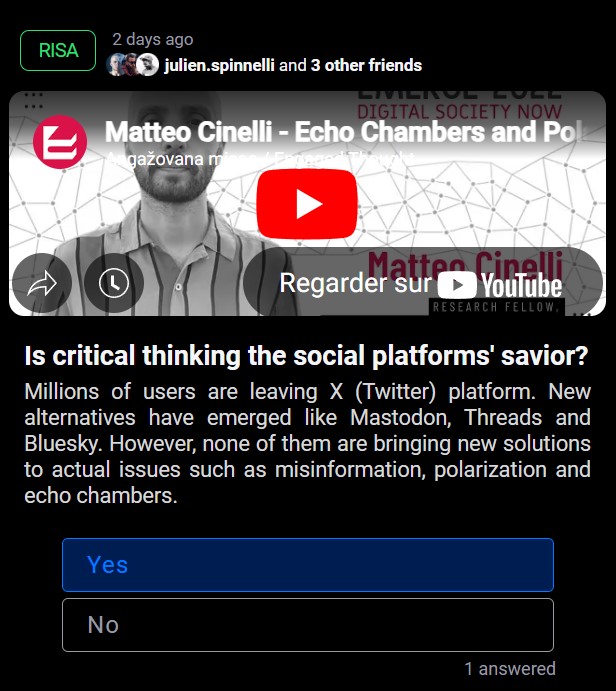 RISA
2 days ago
julien.spinnelli and 3 other friends
EMERGE 2022
DIGITAL SOCIETY NOW
Matteo Cinelli - Echo Chambers and Pol
Matteo Cinelli
Regarder sur YouTube
RESEARCH FELLOW,
Is critical thinking the social platforms' savior?
Millions of users are leaving X (Twitter) platform. New
alternatives have emerged like Mastodon, Threads and
Bluesky. However, none of them are bringing new solutions
to actual issues such as misinformation, polarization and
echo chambers.
Yes
No
1 answered